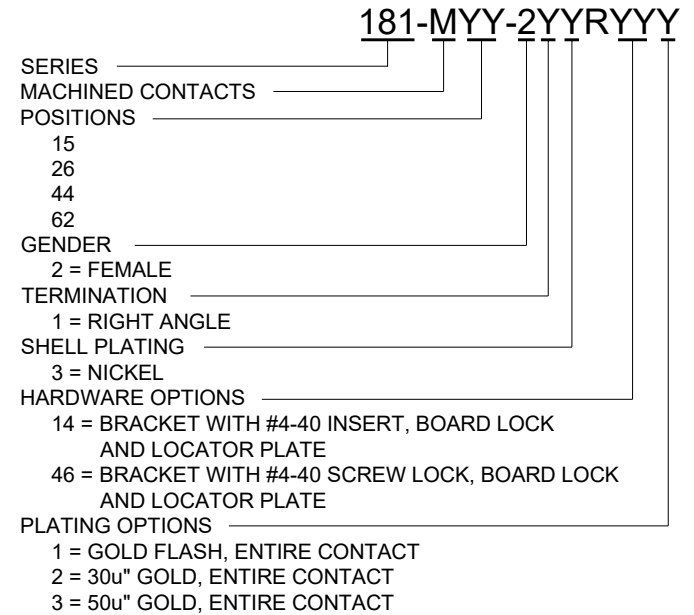 181-MYY-2YYRYYY
SERIES
MACHINED CONTACTS
POSITIONS
15
26
44
62
GENDER
2 = FEMALE
TERMINATION
1 = RIGHT ANGLE
SHELL PLATING
3 = NICKEL
HARDWARE OPTIONS
14 = BRACKET WITH #4-40 INSERT, BOARD LOCK
AND LOCATOR PLATE
46 = BRACKET WITH #4-40 SCREW LOCK, BOARD LOCK
AND LOCATOR PLATE
PLATING OPTIONS
1 = GOLD FLASH, ENTIRE CONTACT
2 = 30u" GOLD, ENTIRE CONTACT
3 = 50u" GOLD, ENTIRE CONTACT